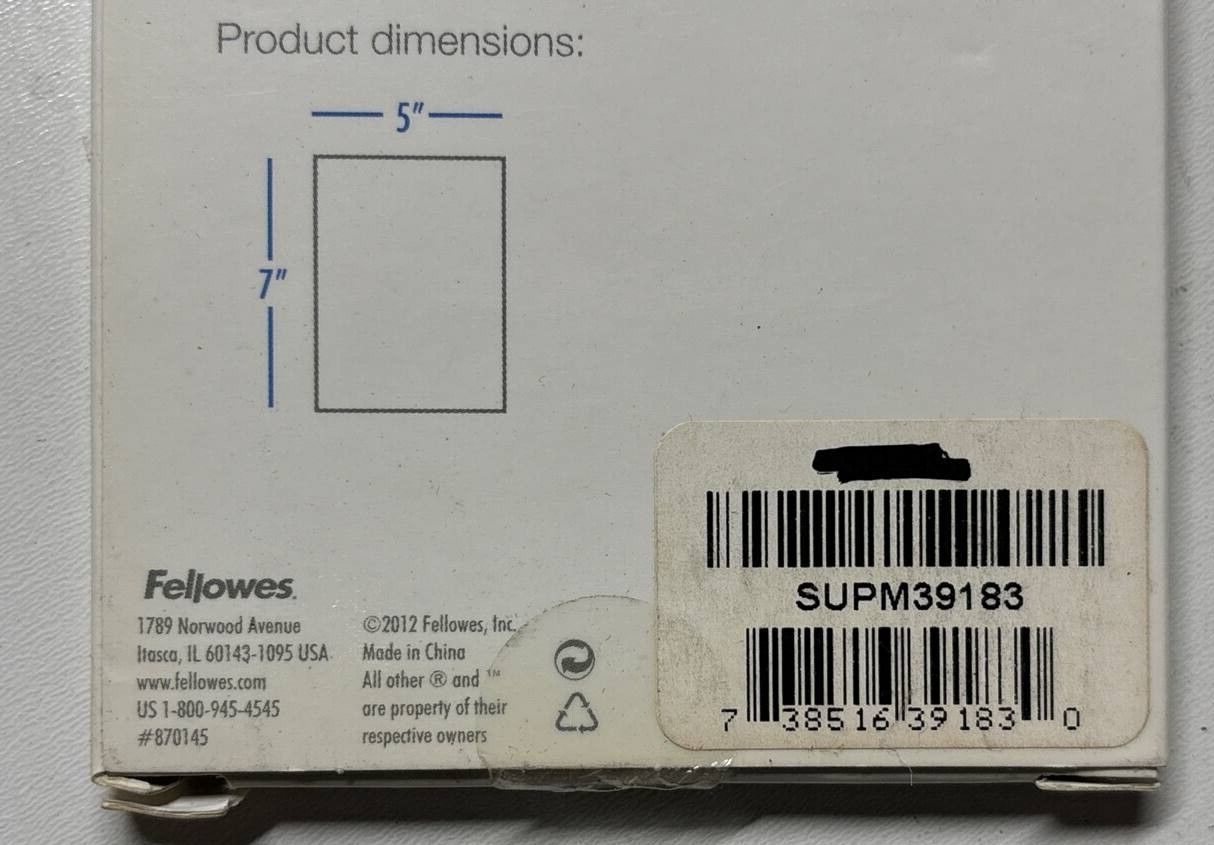 Product dimensions:
5"
7"
Fellowes.
1789 Norwood Avenue
Itasca, IL 60143-1095 USA
www.fellowes.com
US 1-800-945-4545
#870145
©2012 Fellowes, Inc.
Made in China
All other ® and ™
are property of their
respective owners
SUPM39183
7 38516 39183 0